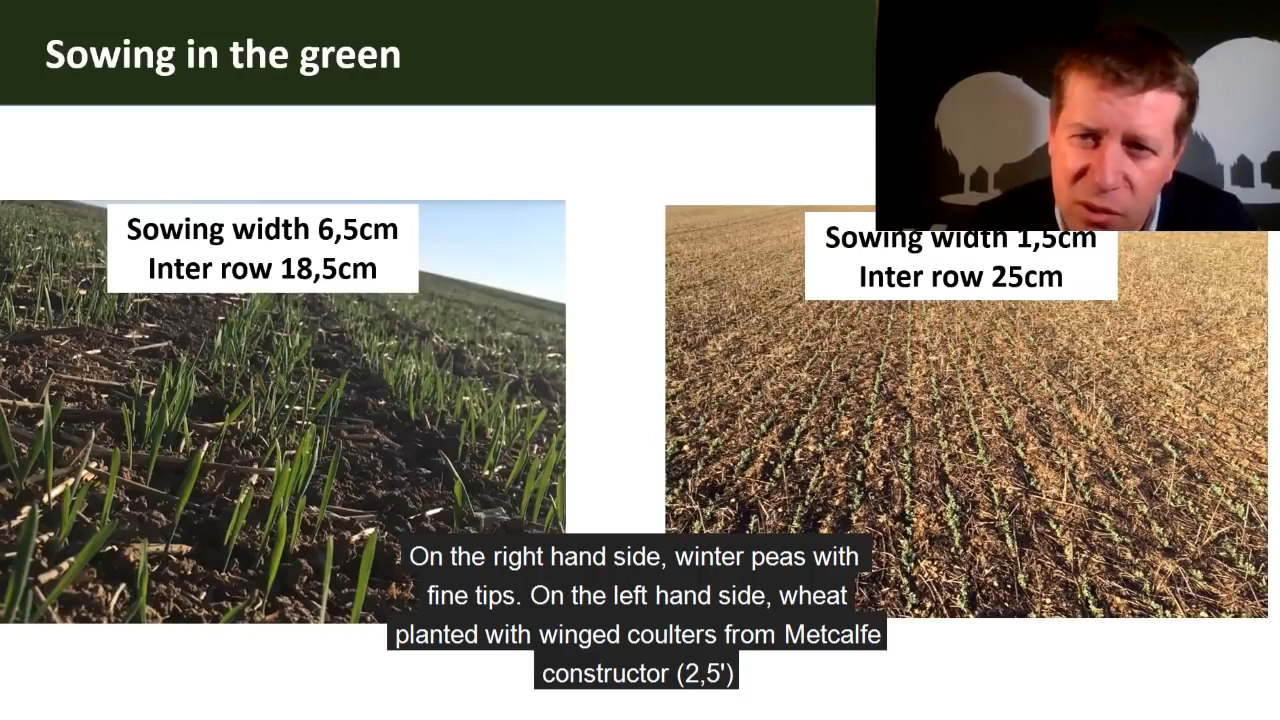 Sowing in the green
Sowing width 6,5cm
Inter row 18,5cm
Sowing width 1,5cm
Inter row 25cm
On the right hand side, winter peas with
fine tips. On the left hand side, wheat
planted with winged coulters from Metcalfe
constructor (2,5')